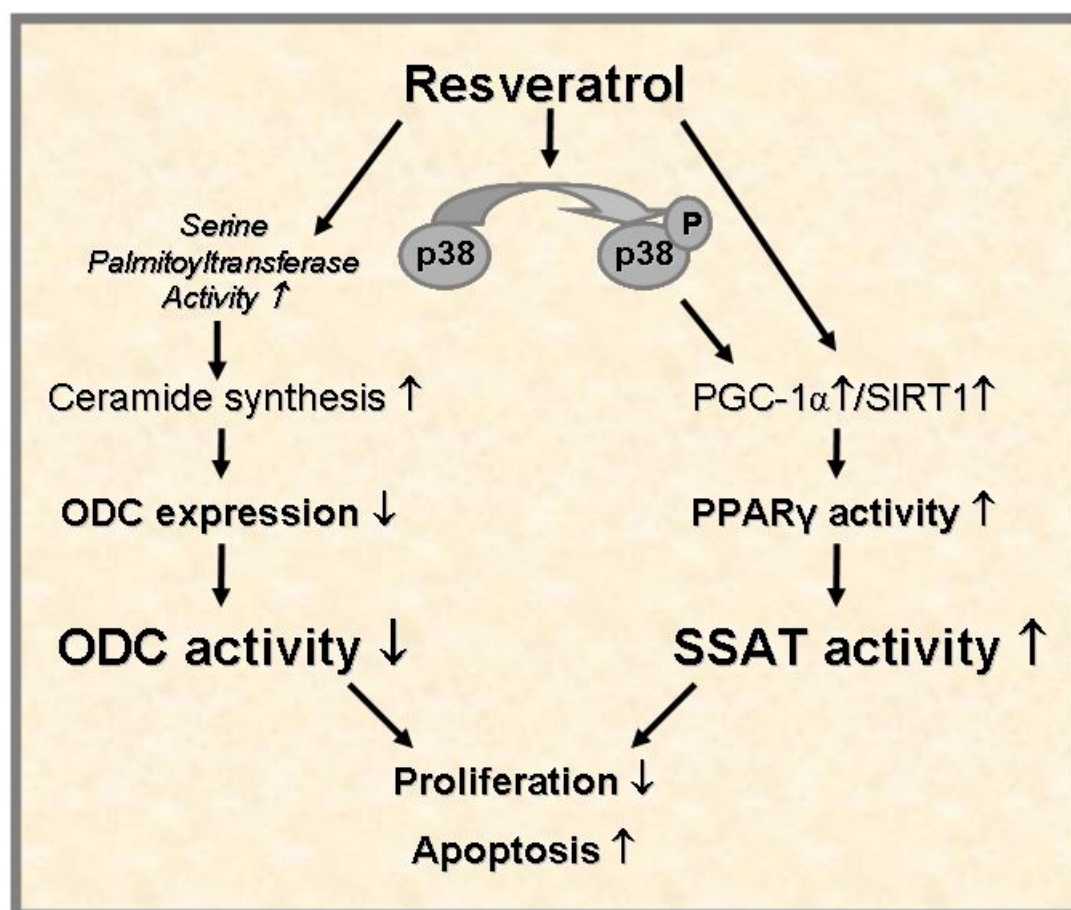 Resveratrol
Serine
Palmitoyltransferase
Activity ↑
p38
p38
P
Ceramide synthesis ↑
PGC-1α↑/SIRT1↑
ODC expression ↓
PPARγ activity ↑
ODC activity ↓
SSAT activity ↑
Proliferation ↓
Apoptosis ↑